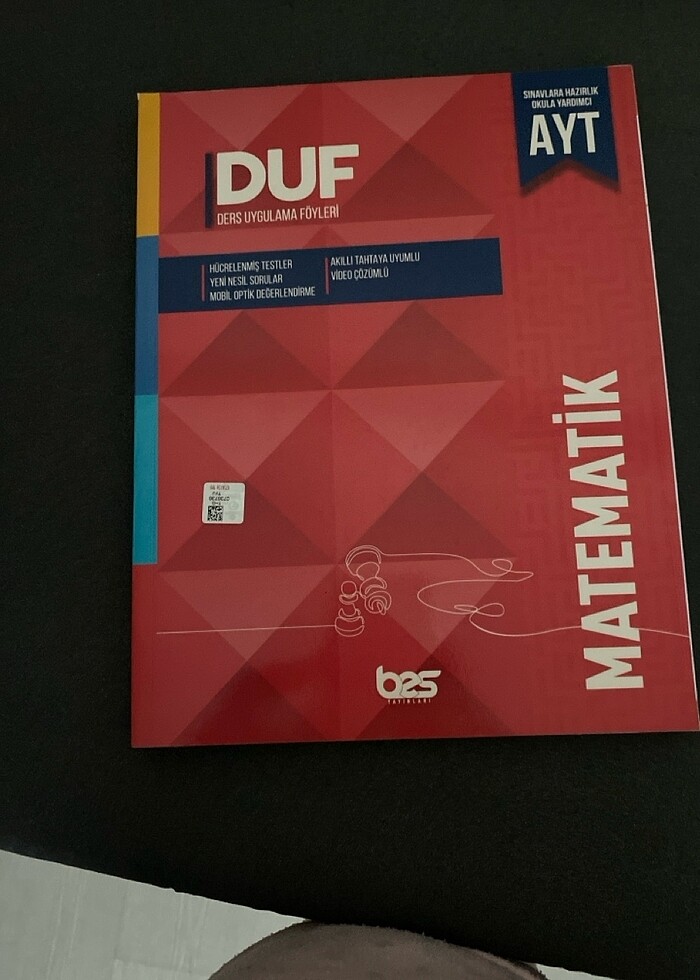 SINAVLARA HAZIRLIK
OKULA YARDIMCI
AYT
DUF
DERS UYGULAMA FÖYLERİ
HÜCRELENMİŞ TESTLER
YENİ NESİL SORULAR
MOBİL OPTİK DEĞERLENDİRME
AKILLI TAHTAYA UYUMLU
VİDEO ÇÖZÜMLÜ
MATEMATİK
bes
YAYINLARI